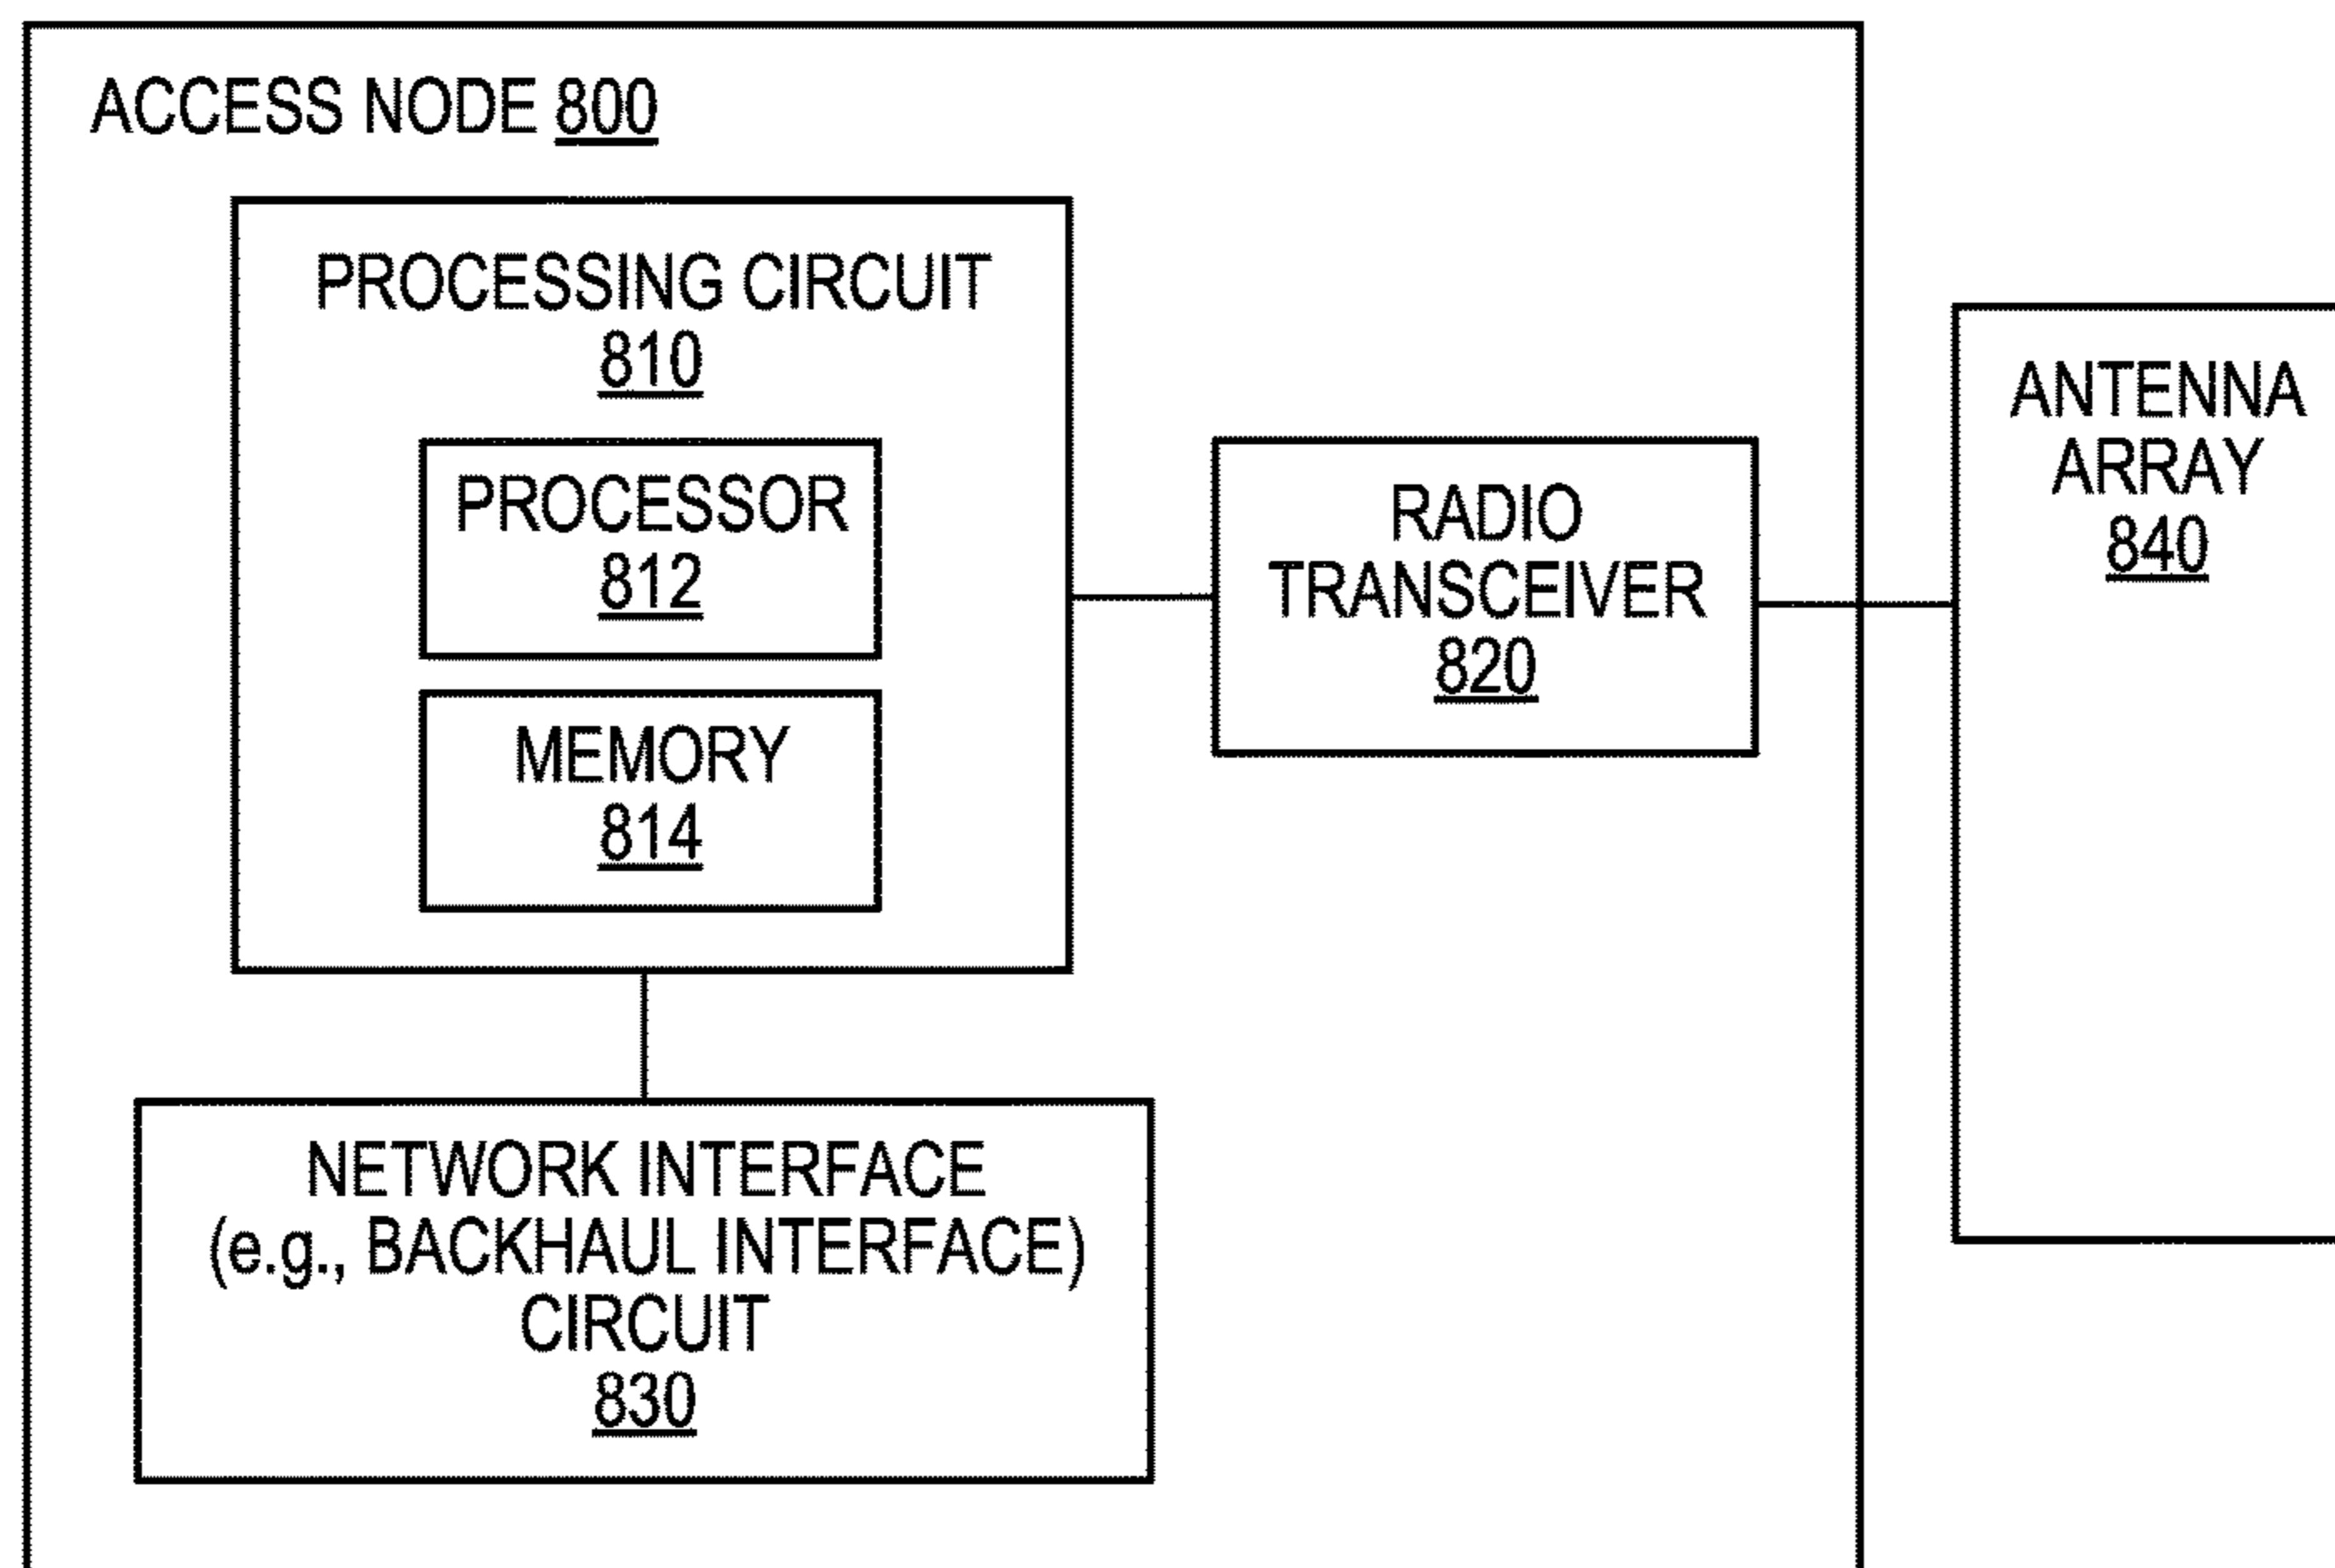 ACCESS NODE 800
PROCESSING CIRCUIT
810
PROCESSOR
812
MEMORY
814
RADIO
TRANSCEIVER
820
ANTENNA
ARRAY
840
NETWORK INTERFACE
(e.g., BACKHAUL INTERFACE)
CIRCUIT
830